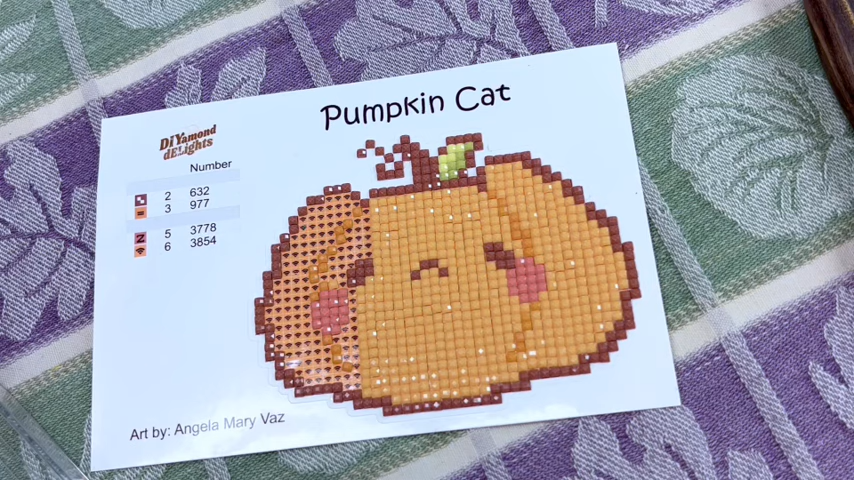 Pumpkin Cat
DiYamond
dELights
Number
2 632
3 977
5 3778
6 3854
Art by: Angela Mary Vaz